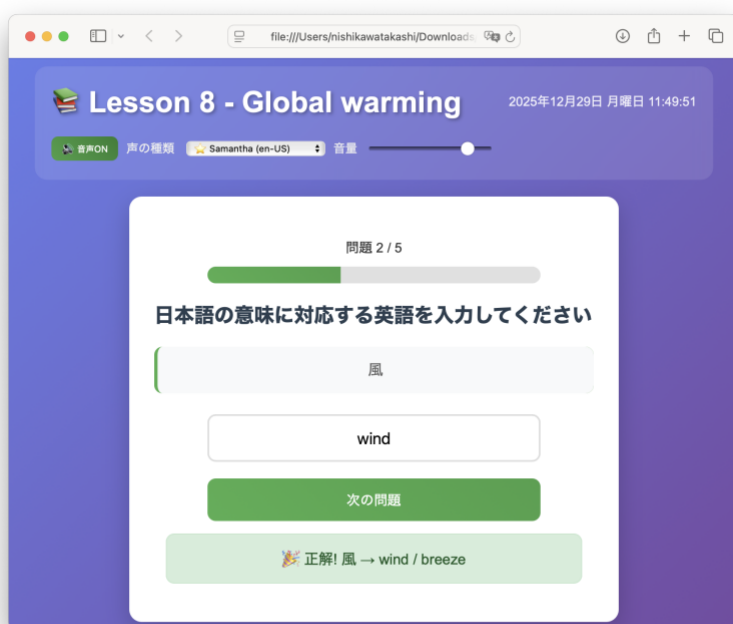 file:///Users/nishikawatakashi/Downloads
Lesson 8 - Global warming
2025年12月29日 月曜日 11:49:51
音声ON 声の種類 Samantha (en-US) 音量
問題 2 / 5
日本語の意味に対応する英語を入力してください
風
wind
次の問題
正解! 風 → wind / breeze